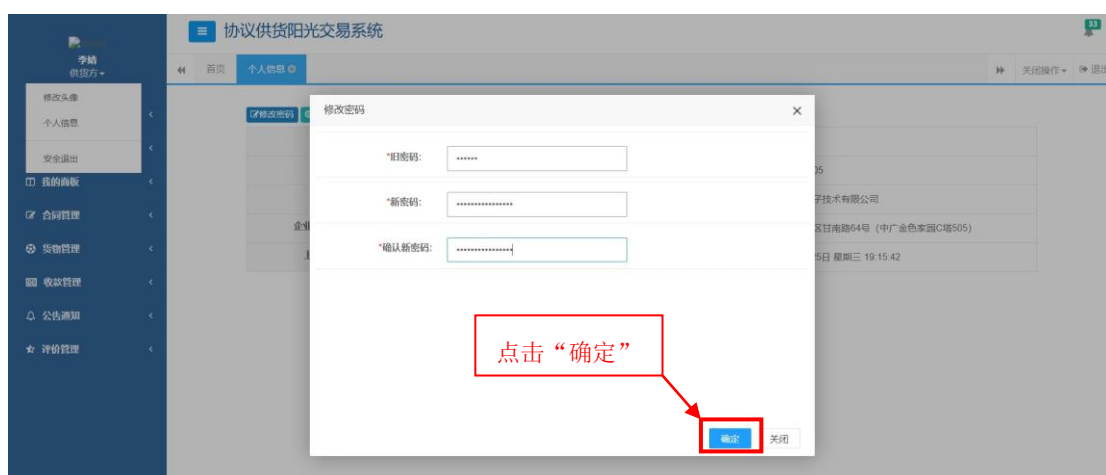 协议供货阳光交易系统
33
李婧
供货方
首页
个人信息
关闭操作
退出
修改头像
个人信息
安全退出
我的面板
合同管理
货物管理
收款管理
公告通知
评价管理
修改密码
修改密码
*旧密码:
*新密码:
*确认新密码:
05
子技术有限公司
企业
区甘南路64号（中广金色家园C塔505）
上
5日 星期三 19:15:42
点击“确定”
确定
关闭